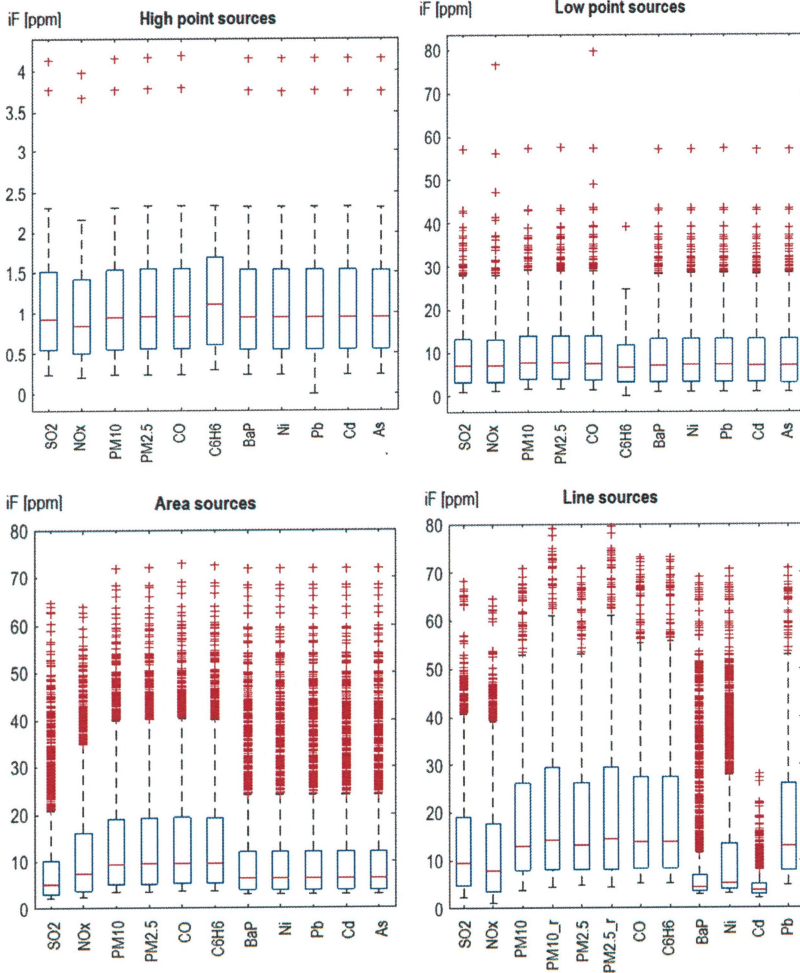 iF [ppm]
High point sources
4
3.5
3
2.5
2
1.5
1
0.5
0
SO2
NOx
PM10
PM2.5
CO
C6H6
BaP
Ni
Pb
Cd
As
iF [ppm]
Low point sources
80
70
60
50
40
30
20
10
0
SO2
NOx
PM10
PM2.5
CO
C6H6
BaP
Ni
Pb
Cd
As
iF [ppm]
Area sources
80
70
60
50
40
30
20
10
0
SO2
NOx
PM10
PM2.5
CO
C6H6
BaP
Ni
Pb
Cd
As
iF [ppm]
Line sources
80
70
60
50
40
30
20
10
0
SO2
NOx
PM10
PM10_r
PM2.5
PM2.5_r
CO
C6H6
BaP
Ni
Cd
Pb